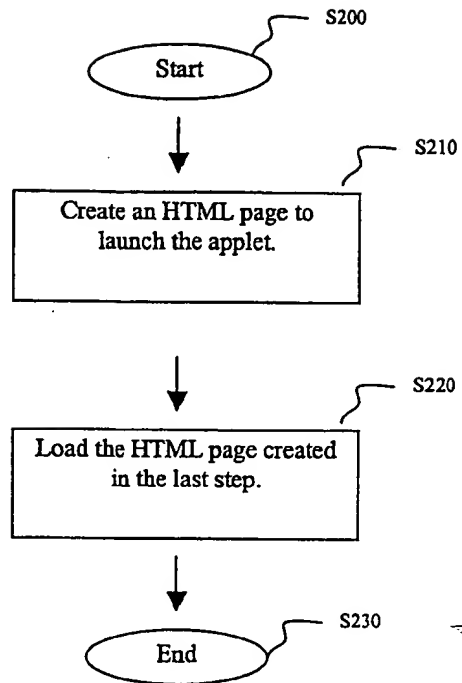 S200
Start
S210
Create an HTML page to
launch the applet.
S220
Load the HTML page created
in the last step.
S230
End